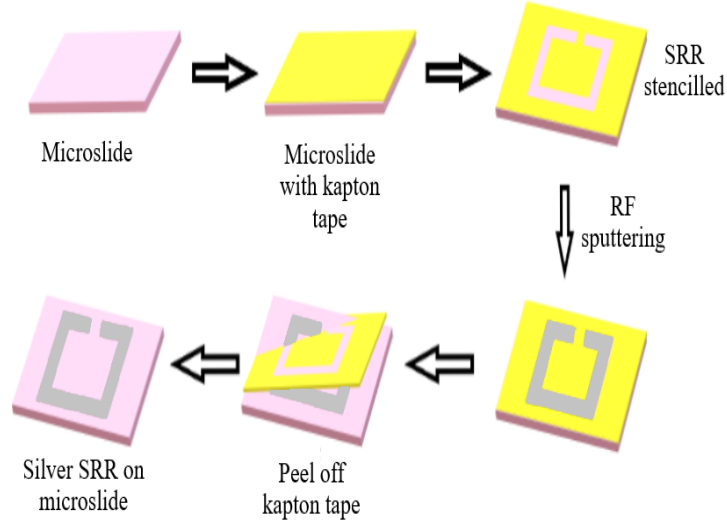 Microslide
Microslide
with kapton
tape
SRR
stencilled
RF
sputtering
Peel off
kapton tape
Silver SRR on
microslide